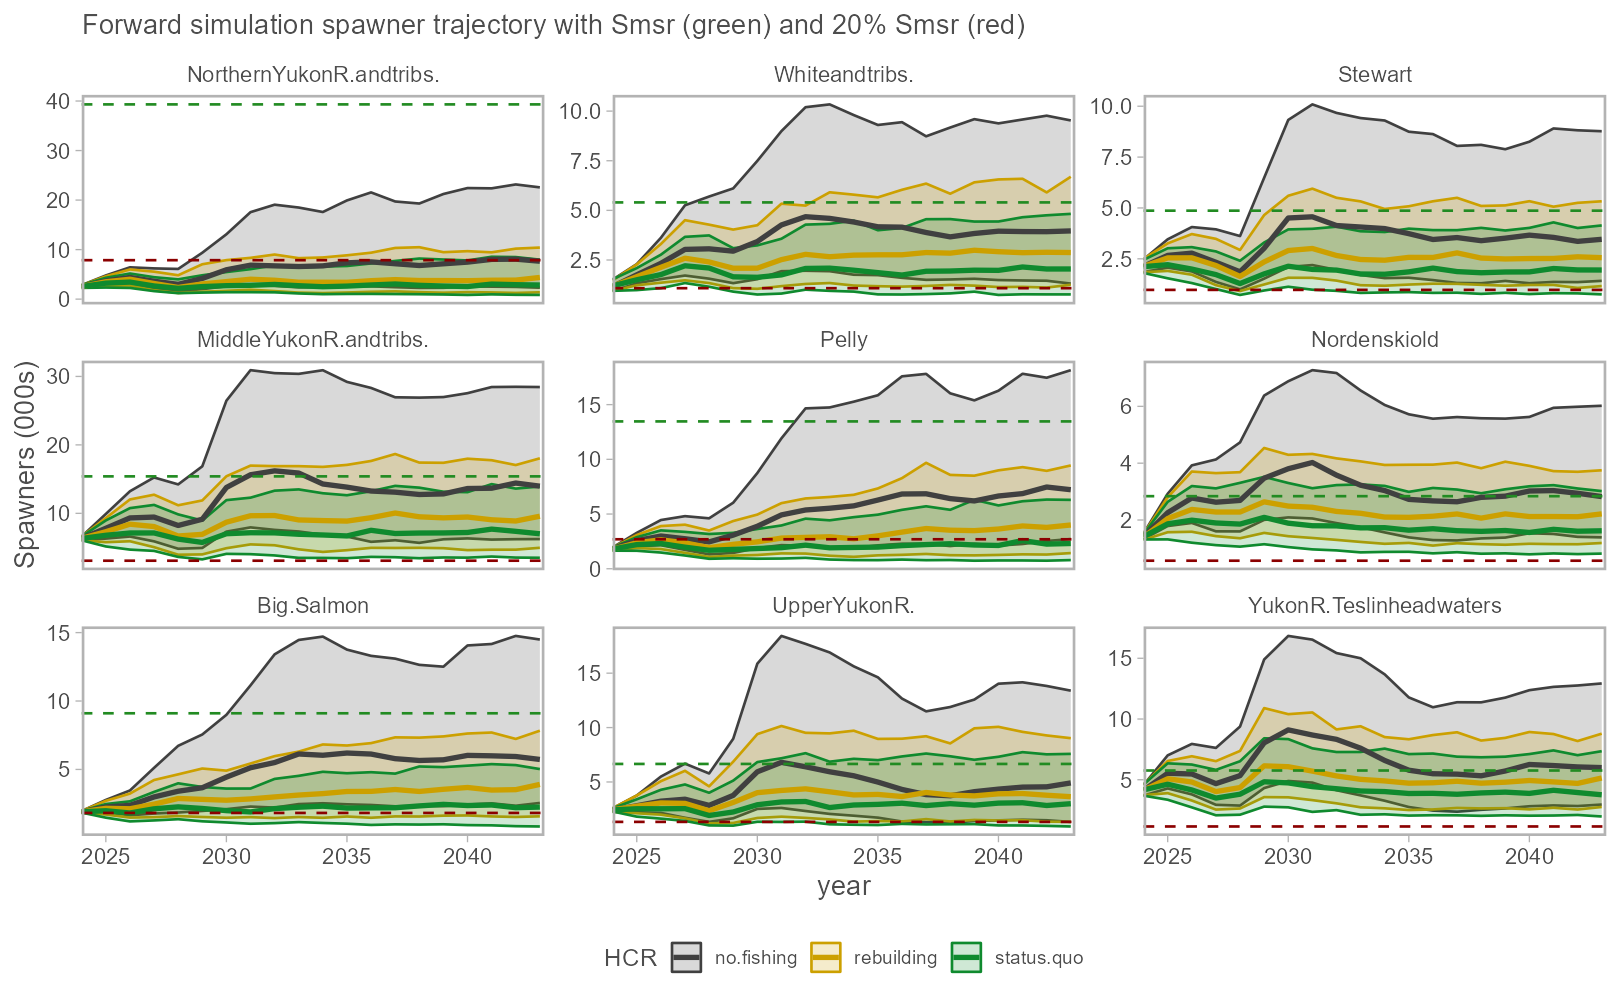 Forward simulation spawner trajectory with Smsr (green) and 20% Smsr (red)
NorthernYukonR.andtribs.
Whiteandtribs.
Stewart
40
30
20
10
0
10.0
7.5
5.0
2.5
10.0
7.5
5.0
2.5
MiddleYukonR.andtribs.
Pelly
Nordenskiold
Spawners (000s)
30
20
10
15
10
5
0
6
4
2
Big.Salmon
UpperYukonR.
YukonR.Teslinheadwaters
15
10
5
15
10
5
15
10
5
2025 2030 2035 2040
2025 2030 2035 2040
2025 2030 2035 2040
year
HCR no.fishing rebuilding status.quo